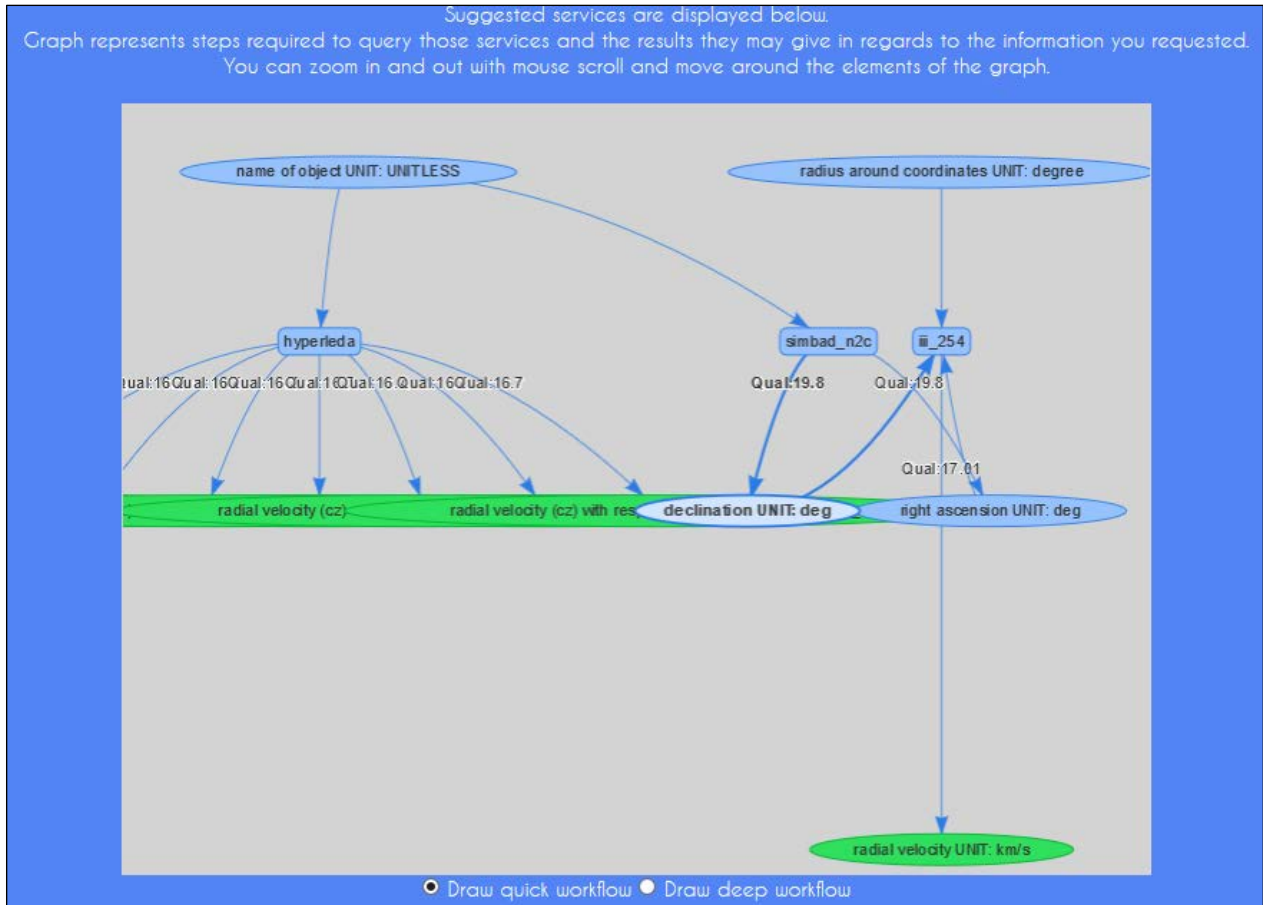 Suggested services are displayed below.
Graph represents steps required to query those services and the results they may give in regards to the information you requested.
You can zoom in and out with mouse scroll and move around the elements of the graph.
name of object UNIT: UNITLESS
radius around coordinates UNIT: degree
hyperleda
simbad_n2c
iii_254
Qual:16.7
Qual:19.8
Qual:19.8
Qual:17.01
radial velocity (cz)
radial velocity (cz) with
declination UNIT: deg
right ascension UNIT: deg
radial velocity UNIT: km/s
Draw quick workflow
Draw deep workflow